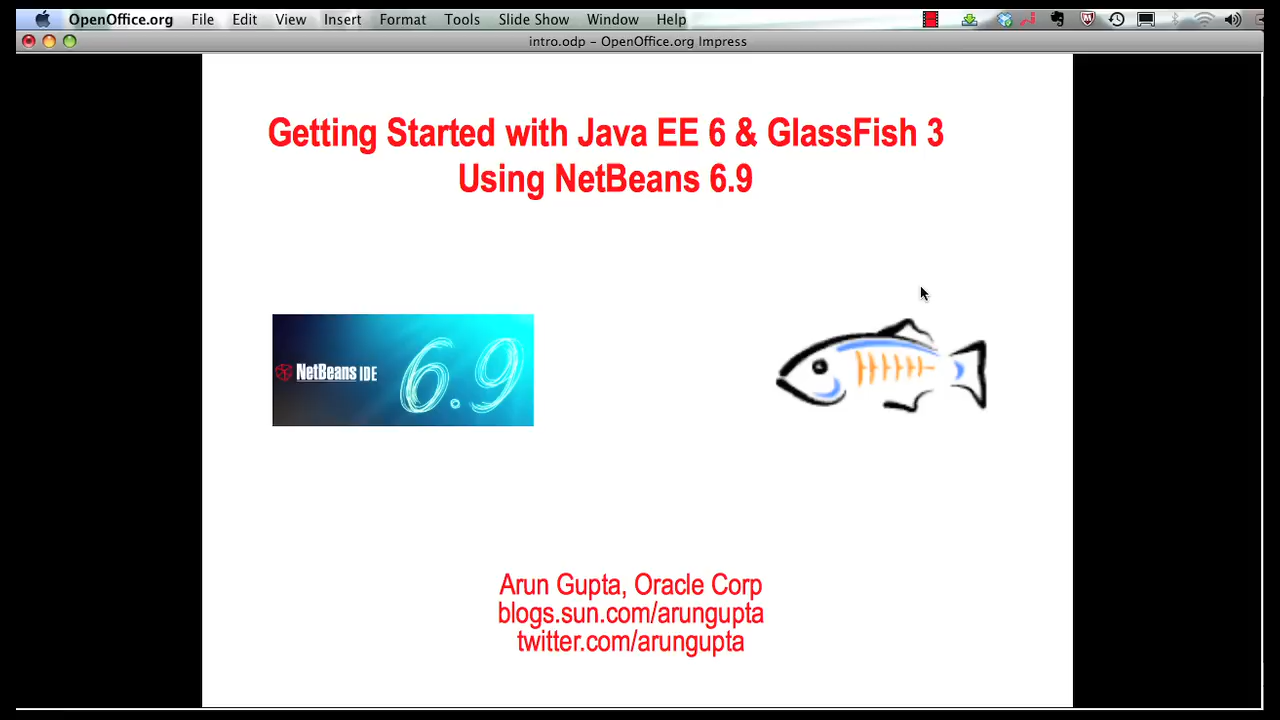 OpenOffice.org File Edit View Insert Format Tools Slide Show Window Help
intro.odp – OpenOffice.org Impress
Getting Started with Java EE 6 & GlassFish 3
Using NetBeans 6.9
NetBeans IDE 6.9
Arun Gupta, Oracle Corp
blogs.sun.com/arungupta
twitter.com/arungupta